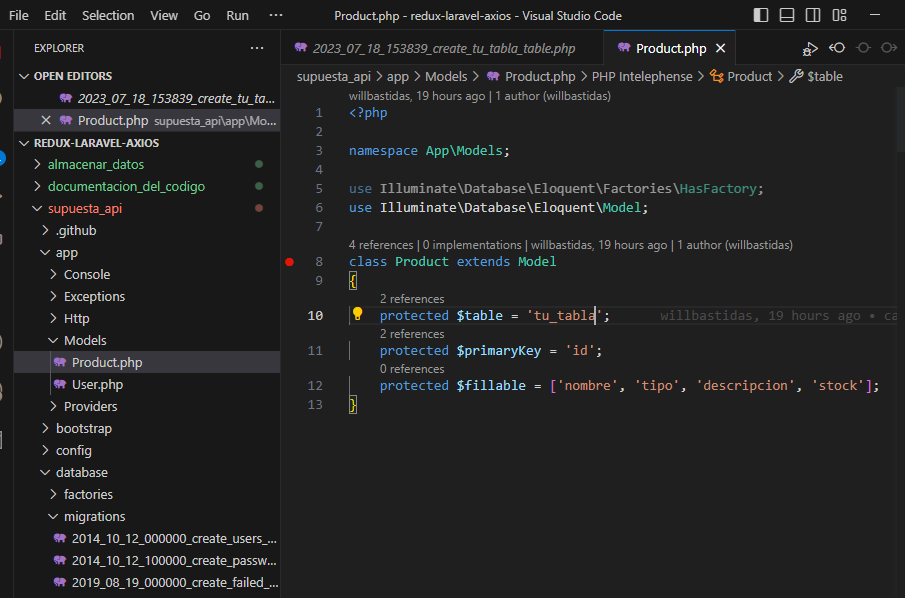 File Edit Selection View Go Run ··· Product.php - redux-laravel-axios - Visual Studio Code
EXPLORER ···
OPEN EDITORS
2023_07_18_153839_create_tu_ta...
Product.php supuesta_api\app\Mo...
REDUX-LARAVEL-AXIOS
almacenar_datos
documentacion_del_codigo
supuesta_api
.github
app
Console
Exceptions
Http
Models
Product.php
User.php
Providers
bootstrap
config
database
factories
migrations
2014_10_12_000000_create_users_...
2014_10_12_100000_create_passw...
2019_08_19_000000_create_failed_...
2023_07_18_153839_create_tu_tabla_table.php Product.php
supuesta_api > app > Models > Product.php > PHP Intelephense > Product > $table
willbastidas, 19 hours ago | 1 author (willbastidas)
1 <?php
2
3 namespace App\Models;
4
5 use Illuminate\Database\Eloquent\Factories\HasFactory;
6 use Illuminate\Database\Eloquent\Model;
7
4 references | 0 implementations | willbastidas, 19 hours ago | 1 author (willbastidas)
8 class Product extends Model
9 {
2 references
10 protected $table = 'tu_tabla'; willbastidas, 19 hours ago • ca
2 references
11 protected $primaryKey = 'id';
0 references
12 protected $fillable = ['nombre', 'tipo', 'descripcion', 'stock'];
13 }